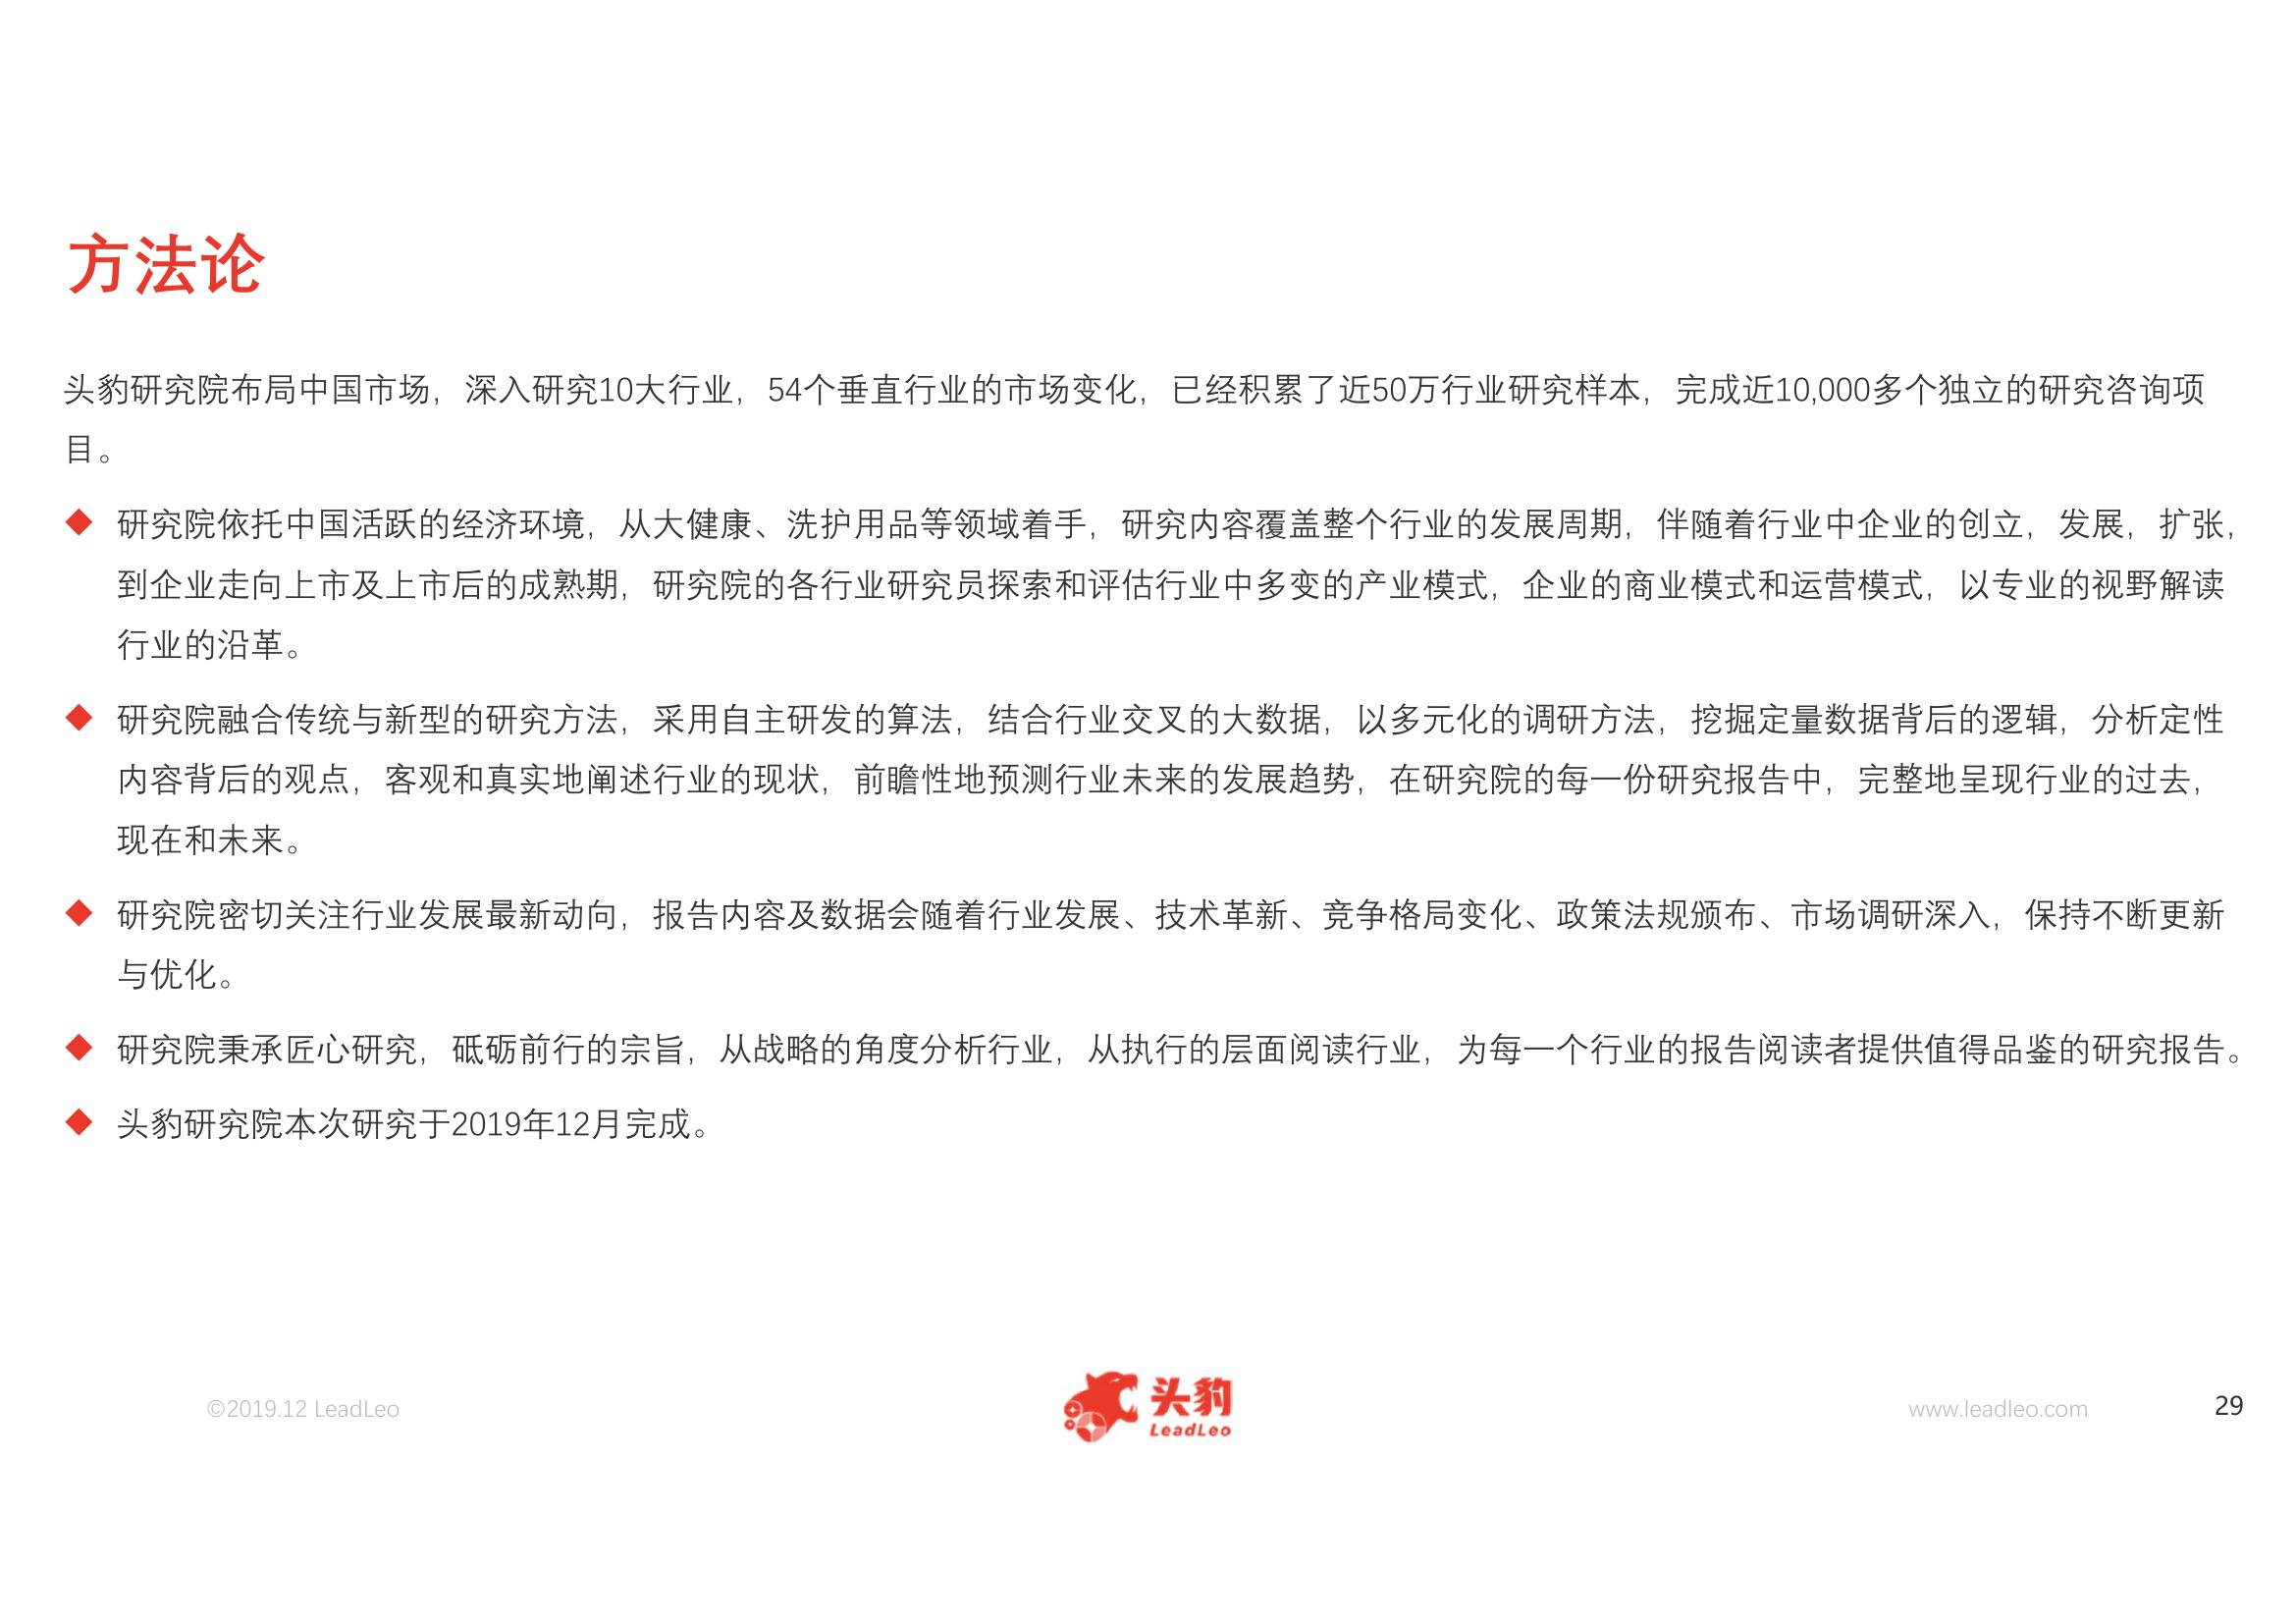 方法论
头豹研究院布局中国市场，深入研究10大行业，54个垂直行业的市场变化，已经积累了近50万行业研究样本，完成近10,000多个独立的研究咨询项
目。
◆ 研究院依托中国活跃的经济环境，从大健康、洗护用品等领域着手，研究内容覆盖整个行业的发展周期，伴随着行业中企业的创立，发展，扩张，
到企业走向上市及上市后的成熟期，研究院的各行业研究员探索和评估行业中多变的产业模式，企业的商业模式和运营模式，以专业的视野解读
行业的沿革。
◆ 研究院融合传统与新型的研究方法，采用自主研发的算法，结合行业交叉的大数据，以多元化的调研方法，挖掘定量数据背后的逻辑，分析定性
内容背后的观点，客观和真实地阐述行业的现状，前瞻性地预测行业未来的发展趋势，在研究院的每一份研究报告中，完整地呈现行业的过去，
现在和未来。
◆ 研究院密切关注行业发展最新动向，报告内容及数据会随着行业发展、技术革新、竞争格局变化、政策法规颁布、市场调研深入，保持不断更新
与优化。
◆ 研究院秉承匠心研究，砥砺前行的宗旨，从战略的角度分析行业，从执行的层面阅读行业，为每一个行业的报告阅读者提供值得品鉴的研究报告。
◆ 头豹研究院本次研究于2019年12月完成。
©2019.12 LeadLeo
头豹
LeadLeo
www.leadleo.com
29